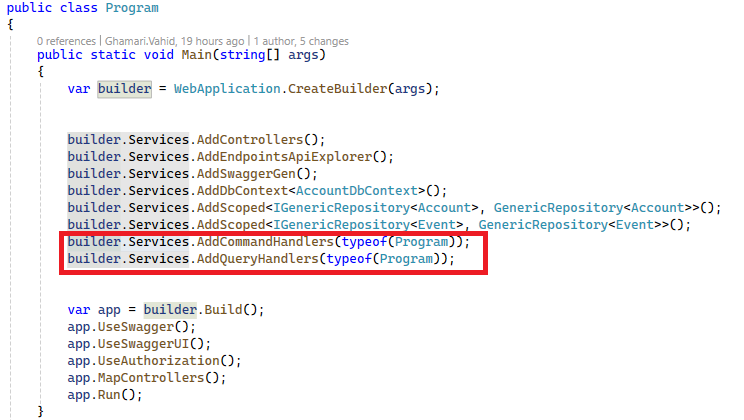 public class Program
{
0 references | Ghamari.Vahid, 19 hours ago | 1 author, 5 changes
public static void Main(string[] args)
{
var builder = WebApplication.CreateBuilder(args);
builder.Services.AddControllers();
builder.Services.AddEndpointsApiExplorer();
builder.Services.AddSwaggerGen();
builder.Services.AddDbContext<AccountDbContext>();
builder.Services.AddScoped<IGenericRepository<Account>, GenericRepository<Account>>();
builder.Services.AddScoped<IGenericRepository<Event>, GenericRepository<Event>>();
builder.Services.AddCommandHandlers(typeof(Program));
builder.Services.AddQueryHandlers(typeof(Program));
var app = builder.Build();
app.UseSwagger();
app.UseSwaggerUI();
app.UseAuthorization();
app.MapControllers();
app.Run();
}